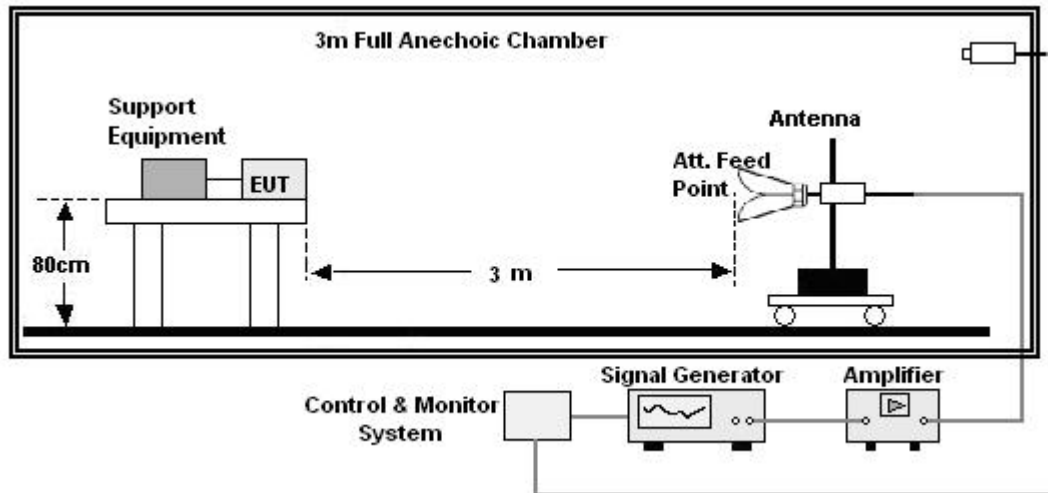 3m Full Anechoic Chamber
Support
Equipment
EUT
80cm
3 m
Antenna
Att. Feed
Point
Signal Generator
Amplifier
Control & Monitor
System